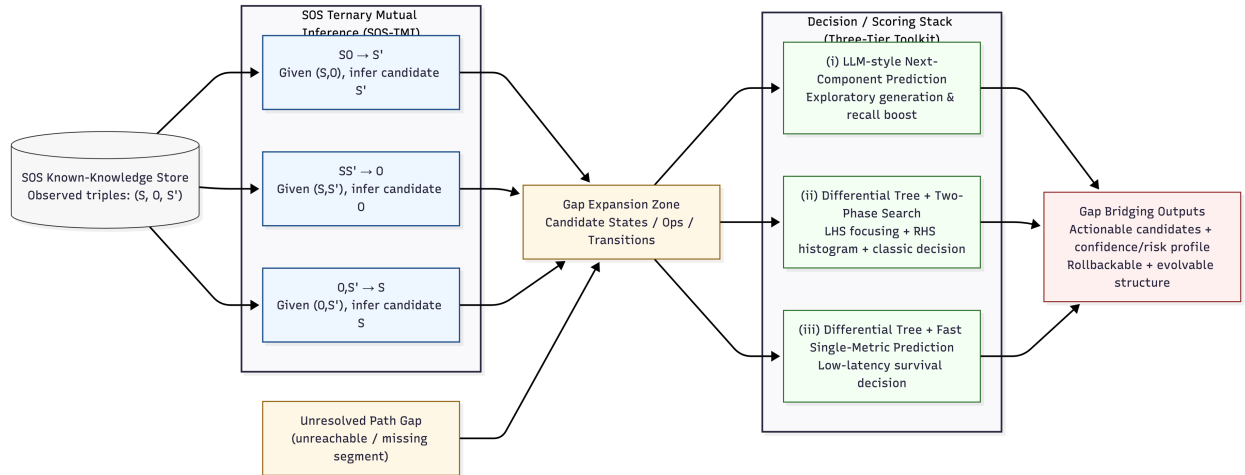 SOS Ternary Mutual
Inference (SOS-TMI)
SO → S'
Given (S,O), infer candidate
S'
SS' → O
Given (S,S'), infer candidate
O
O,S' → S
Given (O,S'), infer candidate
S
SOS Known-Knowledge Store
Observed triples: (S, O, S')
Unresolved Path Gap
(unreachable / missing
segment)
Gap Expansion Zone
Candidate States / Ops /
Transitions
Decision / Scoring Stack
(Three-Tier Toolkit)
(i) LLM-style Next-
Component Prediction
Exploratory generation &
recall boost
(ii) Differential Tree + Two-
Phase Search
LHS focusing + RHS
histogram + classic decision
(iii) Differential Tree + Fast
Single-Metric Prediction
Low-latency survival
decision
Gap Bridging Outputs
Actionable candidates +
confidence/risk profile
Rollbackable + evolvable
structure